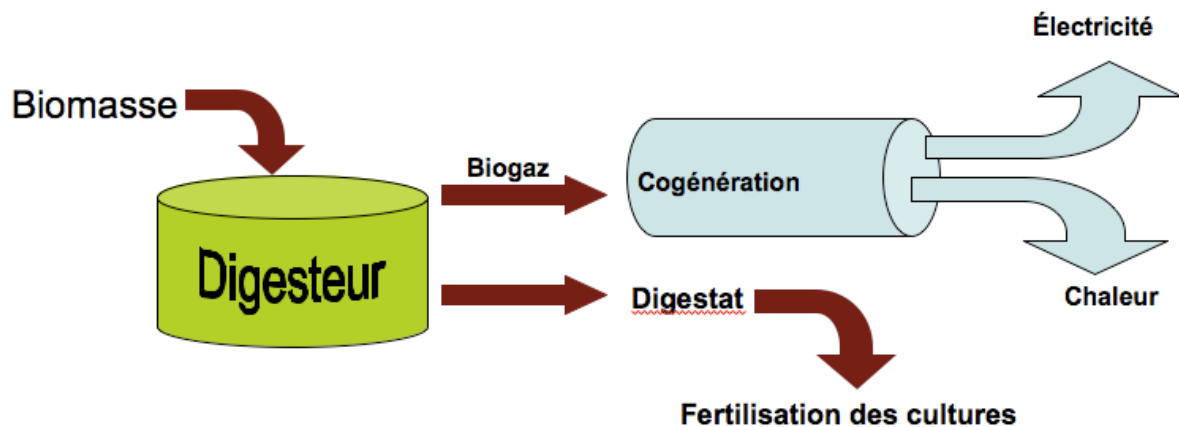 Électricité
Biomasse
Biogaz
Cogénération
Digesteur
Digestat
Chaleur
Fertilisation des cultures